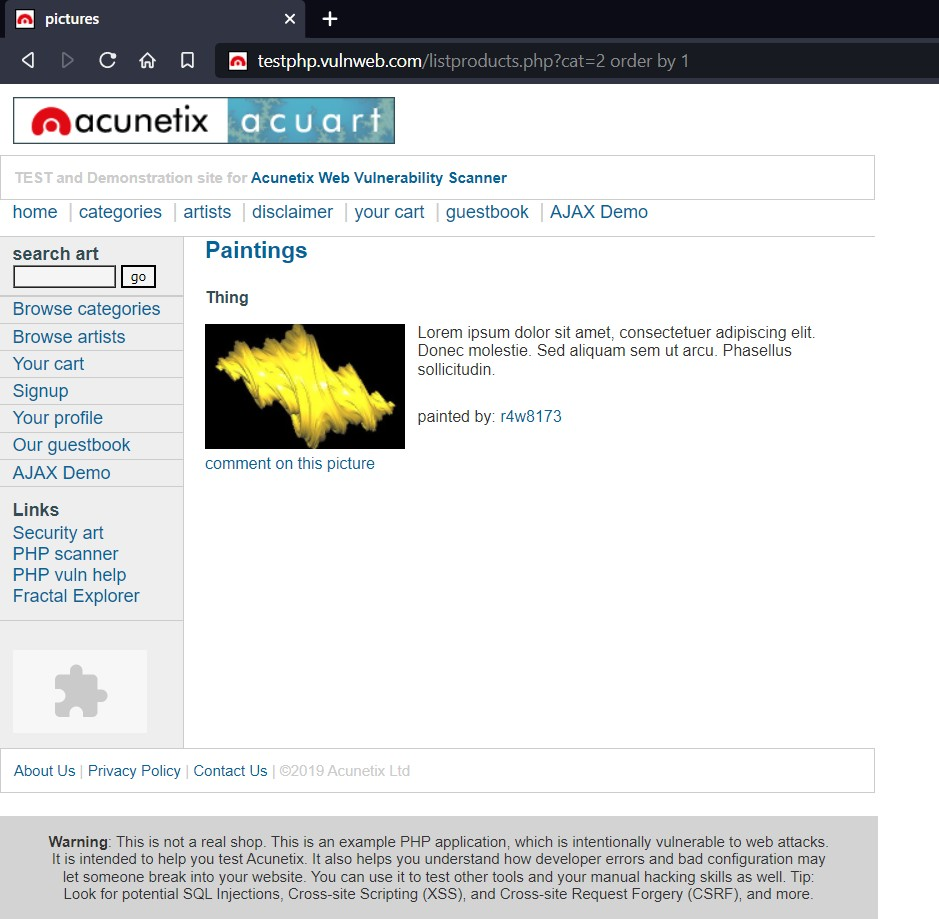 pictures
testphp.vulnweb.com/listproducts.php?cat=2 order by 1
acunetix acuart
TEST and Demonstration site for Acunetix Web Vulnerability Scanner
home | categories | artists | disclaimer | your cart | guestbook | AJAX Demo
search art
go
Browse categories
Browse artists
Your cart
Signup
Your profile
Our guestbook
AJAX Demo
Links
Security art
PHP scanner
PHP vuln help
Fractal Explorer
Paintings
Thing
Lorem ipsum dolor sit amet, consectetuer adipiscing elit.
Donec molestie. Sed aliquam sem ut arcu. Phasellus
sollicitudin.
painted by: r4w8173
comment on this picture
About Us | Privacy Policy | Contact Us | ©2019 Acunetix Ltd
Warning: This is not a real shop. This is an example PHP application, which is intentionally vulnerable to web attacks.
It is intended to help you test Acunetix. It also helps you understand how developer errors and bad configuration may
let someone break into your website. You can use it to test other tools and your manual hacking skills as well. Tip:
Look for potential SQL Injections, Cross-site Scripting (XSS), and Cross-site Request Forgery (CSRF), and more.